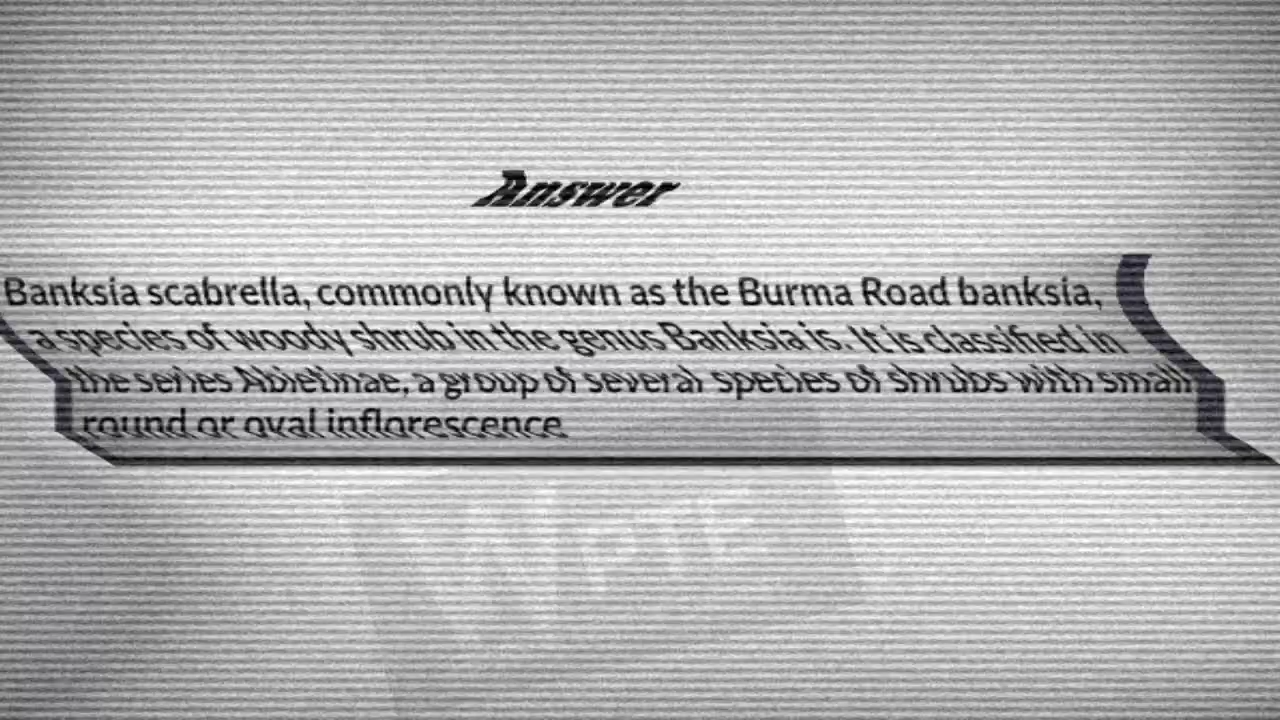 Answer
Banksia scabrella, commonly known as the Burma Road banksia,
a species of woody shrub in the genus Banksia is. It is classified in
the series Abietinae, a group of several species of shrubs with small
round or oval inflorescence
WPTE